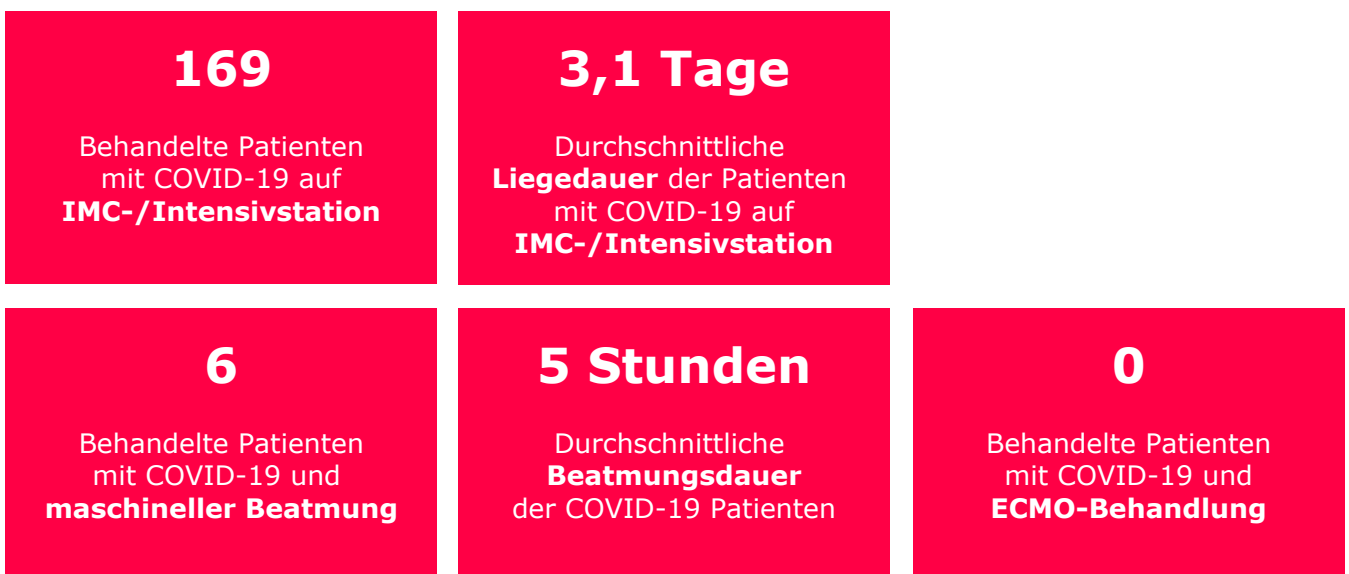 169
Behandelte Patienten
mit COVID-19 auf
IMC-/Intensivstation
3,1 Tage
Durchschnittliche
Liegedauer der Patienten
mit COVID-19 auf
IMC-/Intensivstation
6
Behandelte Patienten
mit COVID-19 und
maschineller Beatmung
5 Stunden
Durchschnittliche
Beatmungsdauer
der COVID-19 Patienten
0
Behandelte Patienten
mit COVID-19 und
ECMO-Behandlung